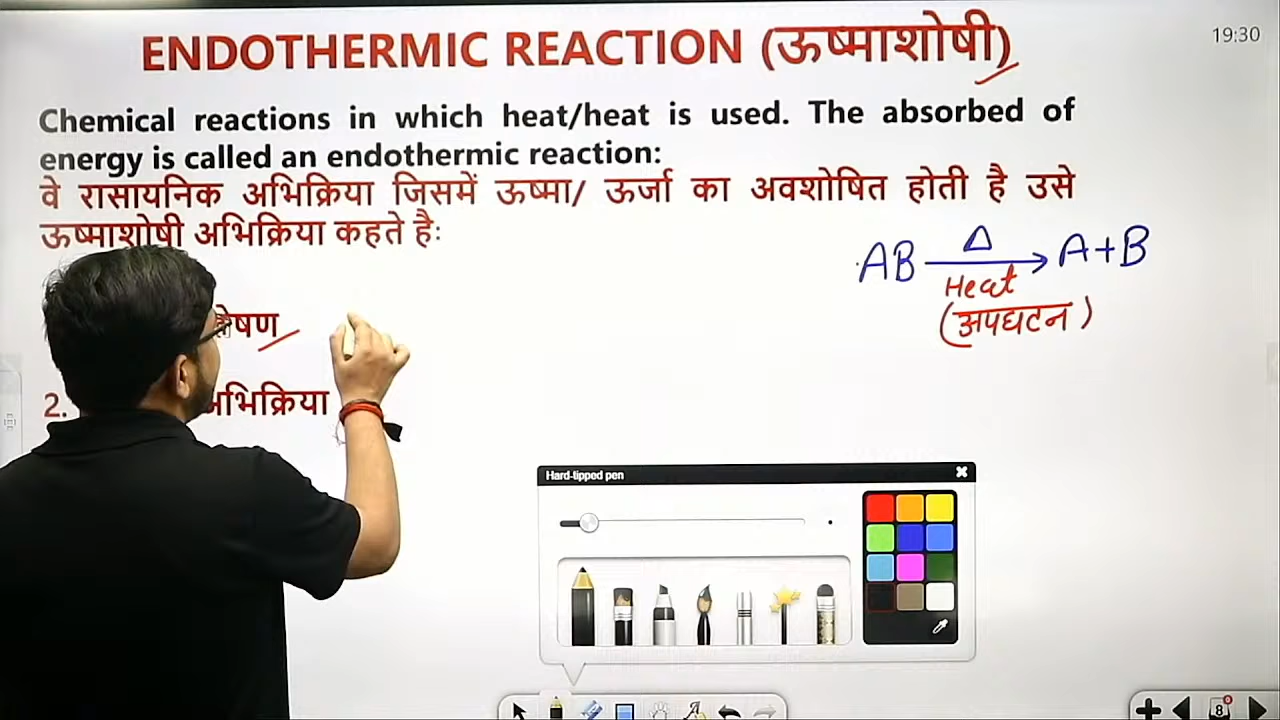 19:30
ENDOTHERMIC REACTION (ऊष्माशोषी)
Chemical reactions in which heat/heat is used. The absorbed of
energy is called an endothermic reaction:
वे रासायनिक अभिक्रिया जिसमें ऊष्मा/ ऊर्जा का अवशोषित होती है उसे
ऊष्माशोषी अभिक्रिया कहते हैः
AB Δ → A+B
Heat
(अपघटन)
2. अभिक्रिया
Hard-tipped pen
8